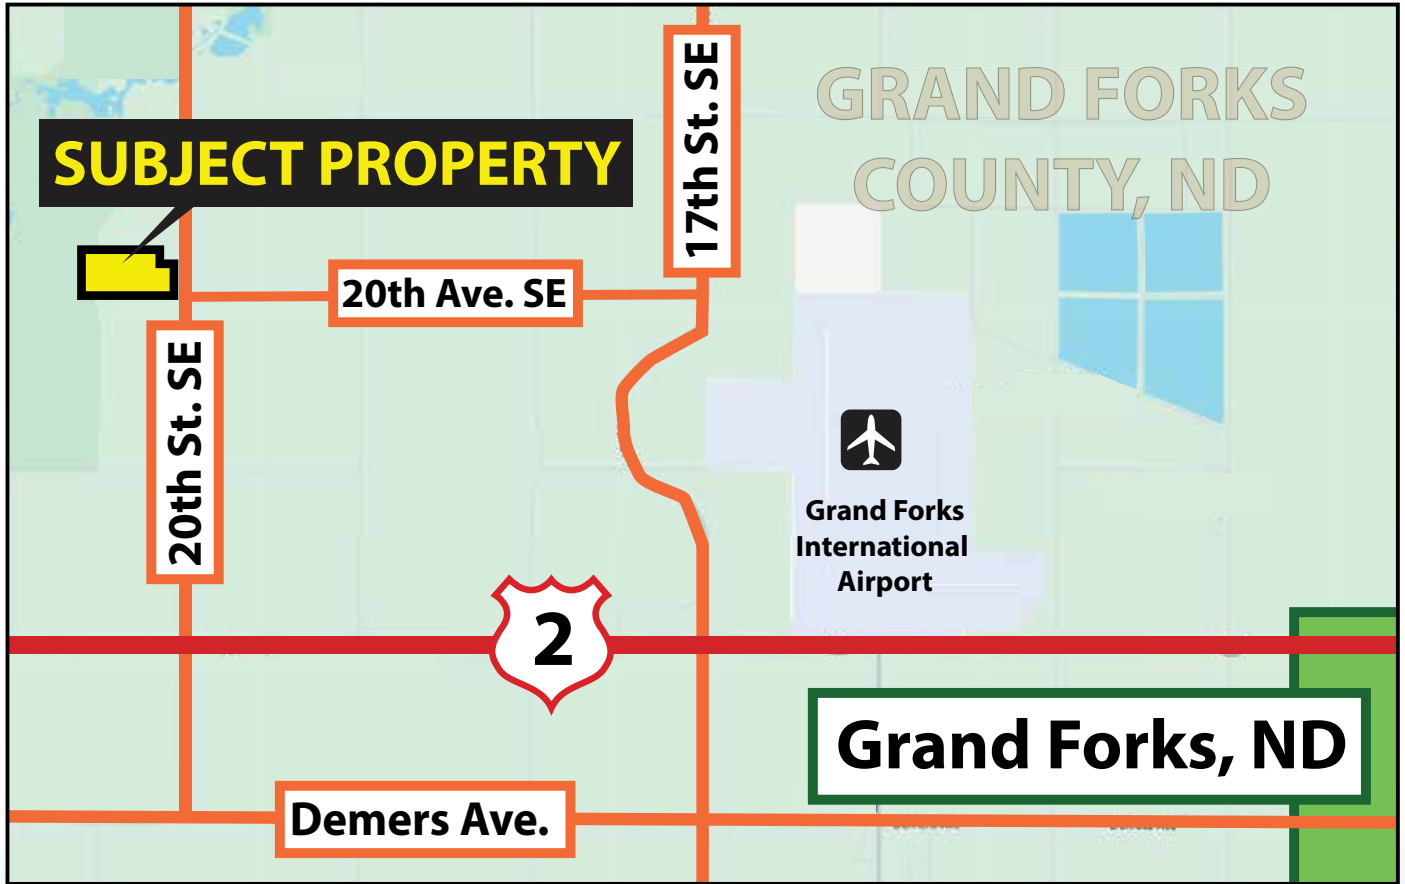 GRAND FORKS
COUNTY, ND
SUBJECT PROPERTY
17th St. SE
20th Ave. SE
20th St. SE
Grand Forks
International
Airport
2
Grand Forks, ND
Demers Ave.